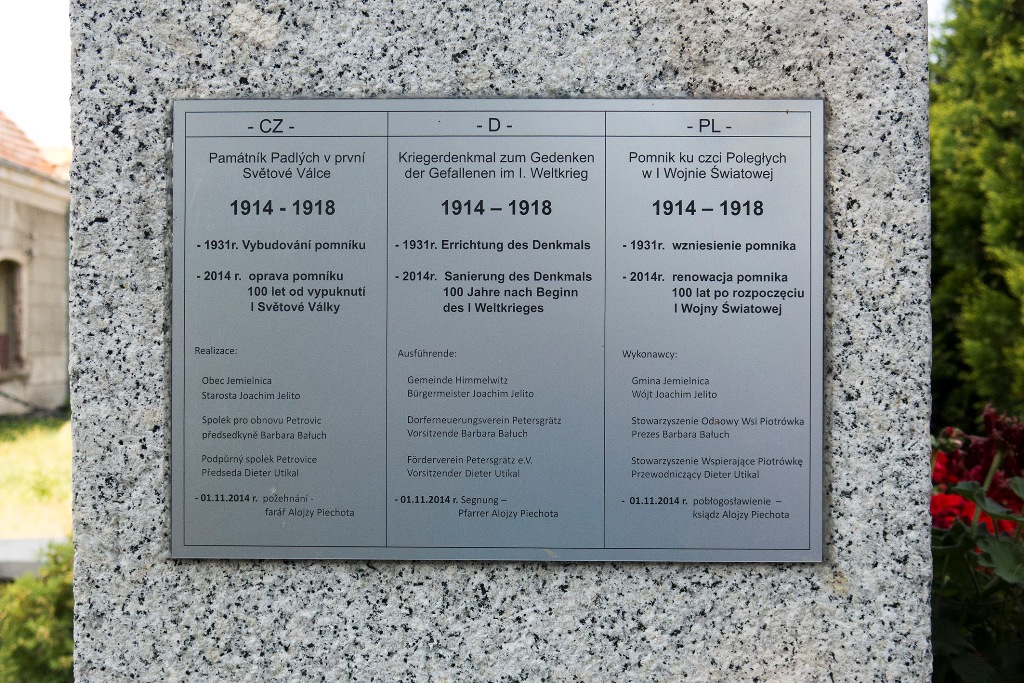 - CZ -
Památník Padlých v první
Světové Válce
1914 - 1918
- 1931r. Vybudování pomníku
- 2014 r. oprava pomníku
100 let od vypuknutí
I Světové Války
Realizace:
Obec Jemielnica
Starosta Joachim Jelito
Spolek pro obnovu Petrovic
předsedkyně Barbara Bałuch
Podpůrný spolek Petrovice
Předseda Dieter Utikal
- 01.11.2014 r. požehnání -
farář Alojzy Piechota
- D -
Kriegerdenkmal zum Gedenken
der Gefallenen im I. Weltkrieg
1914 – 1918
- 1931r. Errichtung des Denkmals
- 2014r. Sanierung des Denkmals
100 Jahre nach Beginn
des I Weltkrieges
Ausführende:
Gemeinde Himmelwitz
Bürgermeister Joachim Jelito
Dorferneuerungsverein Petersgrätz
Vorsitzende Barbara Bałuch
Förderverein Petersgrätz e.V.
Vorsitzender Dieter Utikal
- 01.11.2014 r. Segnung –
Pfarrer Alojzy Piechota
- PL -
Pomnik ku czci Poległych
w I Wojnie Światowej
1914 – 1918
- 1931r. wzniesienie pomnika
- 2014r. renowacja pomnika
100 lat po rozpoczęciu
I Wojny Światowej
Wykonawcy:
Gmina Jemielnica
Wójt Joachim Jelito
Stowarzyszenie Odnowy Wsi Piotrówka
Prezes Barbara Bałuch
Stowarzyszenie Wspierające Piotrówkę
Przewodniczący Dieter Utikal
- 01.11.2014 r. pobłogosławienie –
ksiądz Alojzy Piechota